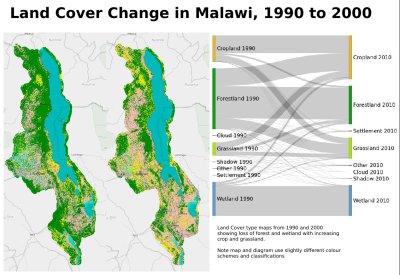 Land Cover Change in Malawi, 1990 to 2000
Cropland 1990
Forestland 1990
Cloud 1990
Grassland 1990
Shadow 1990
Other 1990
Settlement 1990
Wetland 1990
Cropland 2010
Forestland 2010
Settlement 2010
Grassland 2010
Other 2010
Cloud 2010
Shadow 2010
Wetland 2010
Land Cover type maps from 1990 and 2000
showing loss of forest and wetland with increasing
crop and grassland.
Note map and diagram use slightly different colour
schemes and classifications